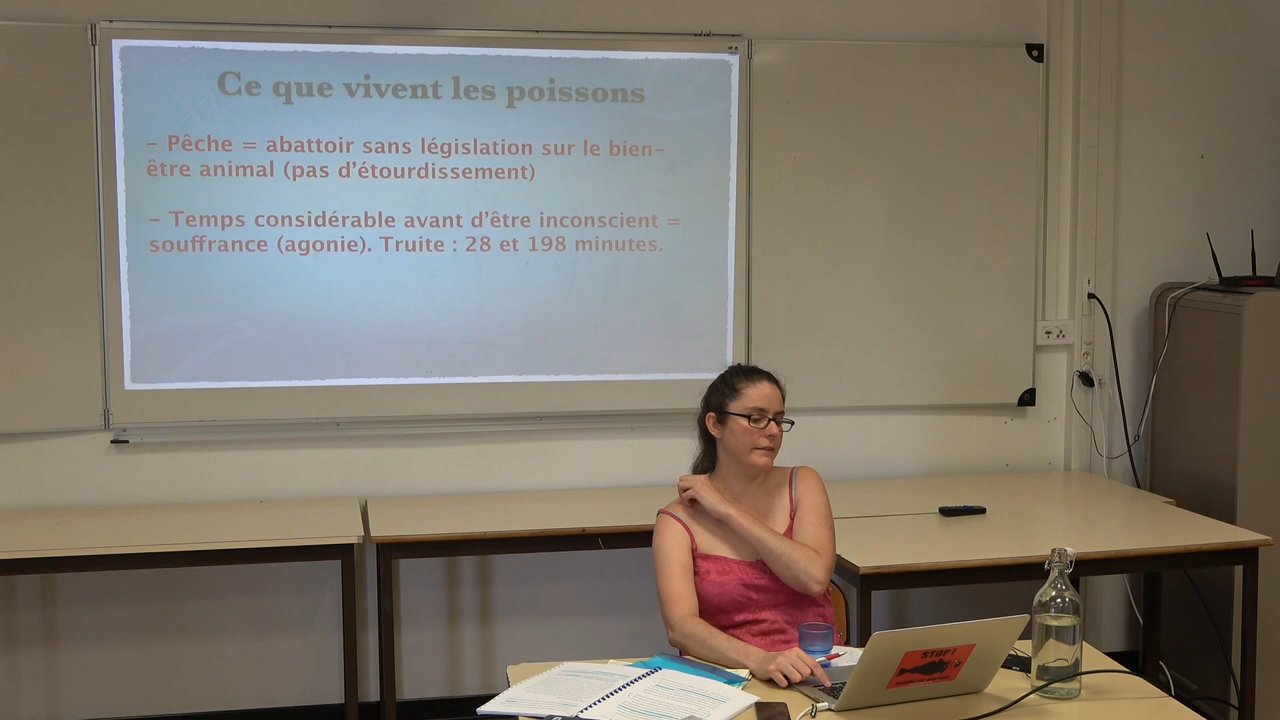 Ce que vivent les poissons
- Pêche = abattoir sans législation sur le bien-
être animal (pas d'étourdissement)
- Temps considérable avant d'être inconscient =
souffrance (agonie). Truite : 28 et 198 minutes.
STOP!